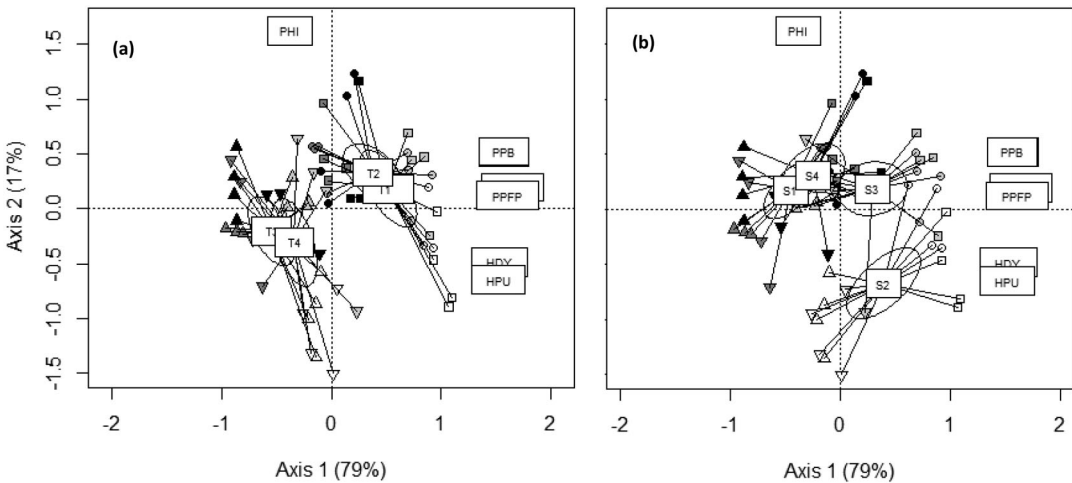 (a)
PHI
PPB
PPFP
HDY
HPU
T2
T1
T3
T4
1.5
1.0
0.5
0.0
-0.5
-1.0
-1.5
Axis 2 (17%)
-2 -1 0 1 2
Axis 1 (79%)
(b)
PHI
PPB
PPFP
HDY
HPU
S4
S1
S3
S2
-2 -1 0 1 2
Axis 1 (79%)